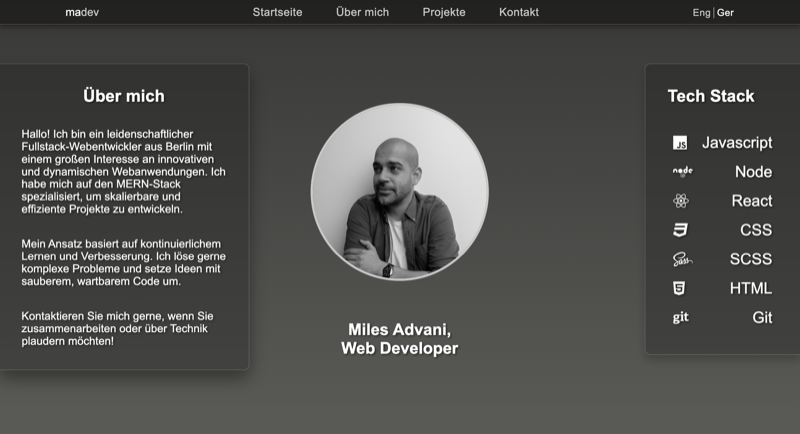 madev
Startseite
Über mich
Projekte
Kontakt
Eng|Ger
Über mich
Hallo! Ich bin ein leidenschaftlicher
Fullstack-Webentwickler aus Berlin mit
einem großen Interesse an innovativen
und dynamischen Webanwendungen. Ich
habe mich auf den MERN-Stack
spezialisiert, um skalierbare und
effiziente Projekte zu entwickeln.
Mein Ansatz basiert auf kontinuierlichem
Lernen und Verbesserung. Ich löse gerne
komplexe Probleme und setze Ideen mit
sauberem, wartbarem Code um.
Kontaktieren Sie mich gerne, wenn Sie
zusammenarbeiten oder über Technik
plaudern möchten!
Miles Advani,
Web Developer
Tech Stack
JS Javascript
node Node
React
CSS
Sass SCSS
5 HTML
git Git